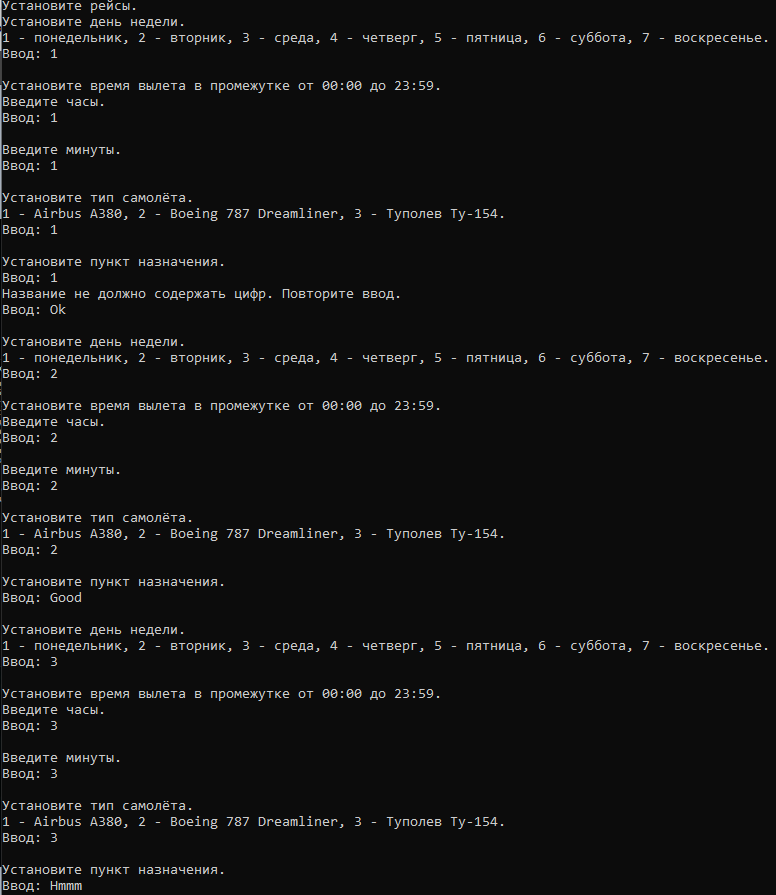 Установите рейсы.
Установите день недели.
1 - понедельник, 2 - вторник, 3 - среда, 4 - четверг, 5 - пятница, 6 - суббота, 7 - воскресенье.
Ввод: 1
Установите время вылета в промежутке от 00:00 до 23:59.
Введите часы.
Ввод: 1
Введите минуты.
Ввод: 1
Установите тип самолёта.
1 - Airbus A380, 2 - Boeing 787 Dreamliner, 3 - Туполев Ту-154.
Ввод: 1
Установите пункт назначения.
Ввод: 1
Название не должно содержать цифр. Повторите ввод.
Ввод: Ok
Установите день недели.
1 - понедельник, 2 - вторник, 3 - среда, 4 - четверг, 5 - пятница, 6 - суббота, 7 - воскресенье.
Ввод: 2
Установите время вылета в промежутке от 00:00 до 23:59.
Введите часы.
Ввод: 2
Введите минуты.
Ввод: 2
Установите тип самолёта.
1 - Airbus A380, 2 - Boeing 787 Dreamliner, 3 - Туполев Ту-154.
Ввод: 2
Установите пункт назначения.
Ввод: Good
Установите день недели.
1 - понедельник, 2 - вторник, 3 - среда, 4 - четверг, 5 - пятница, 6 - суббота, 7 - воскресенье.
Ввод: 3
Установите время вылета в промежутке от 00:00 до 23:59.
Введите часы.
Ввод: 3
Введите минуты.
Ввод: 3
Установите тип самолёта.
1 - Airbus A380, 2 - Boeing 787 Dreamliner, 3 - Туполев Ту-154.
Ввод: 3
Установите пункт назначения.
Ввод: Hmmm